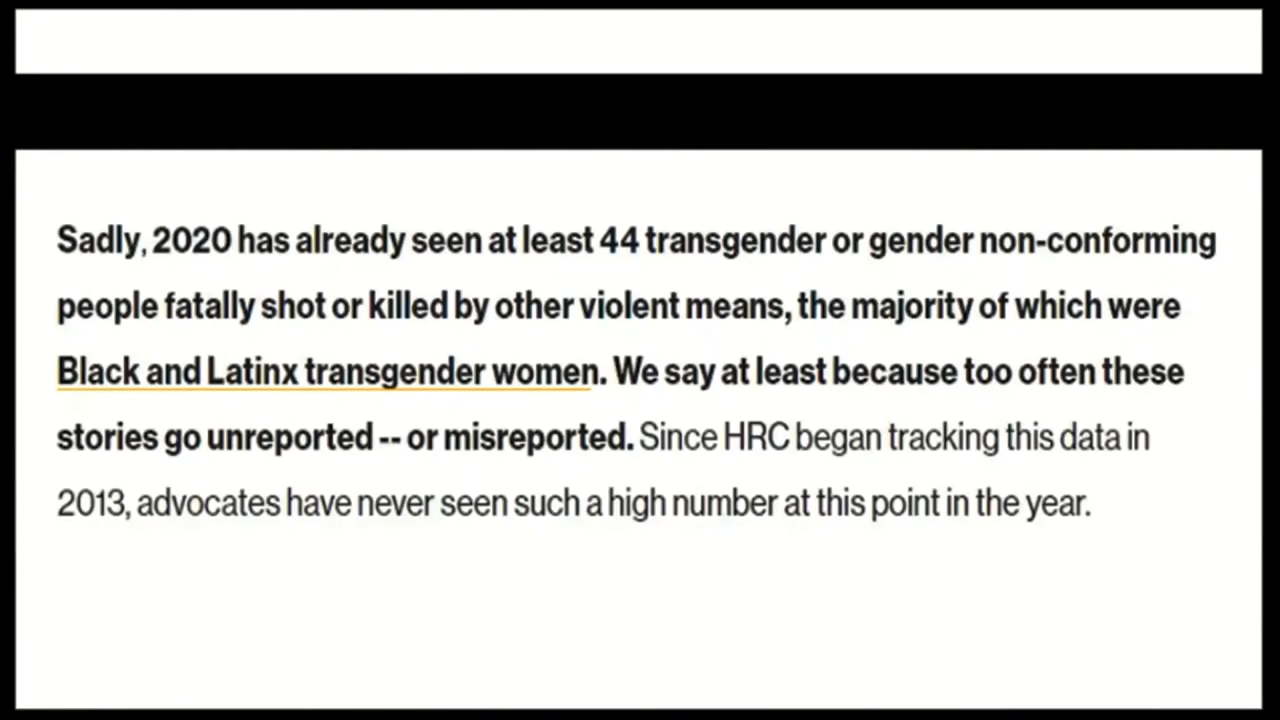 Sadly, 2020 has already seen at least 44 transgender or gender non-conforming
people fatally shot or killed by other violent means, the majority of which were
Black and Latinx transgender women. We say at least because too often these
stories go unreported -- or misreported. Since HRC began tracking this data in
2013, advocates have never seen such a high number at this point in the year.